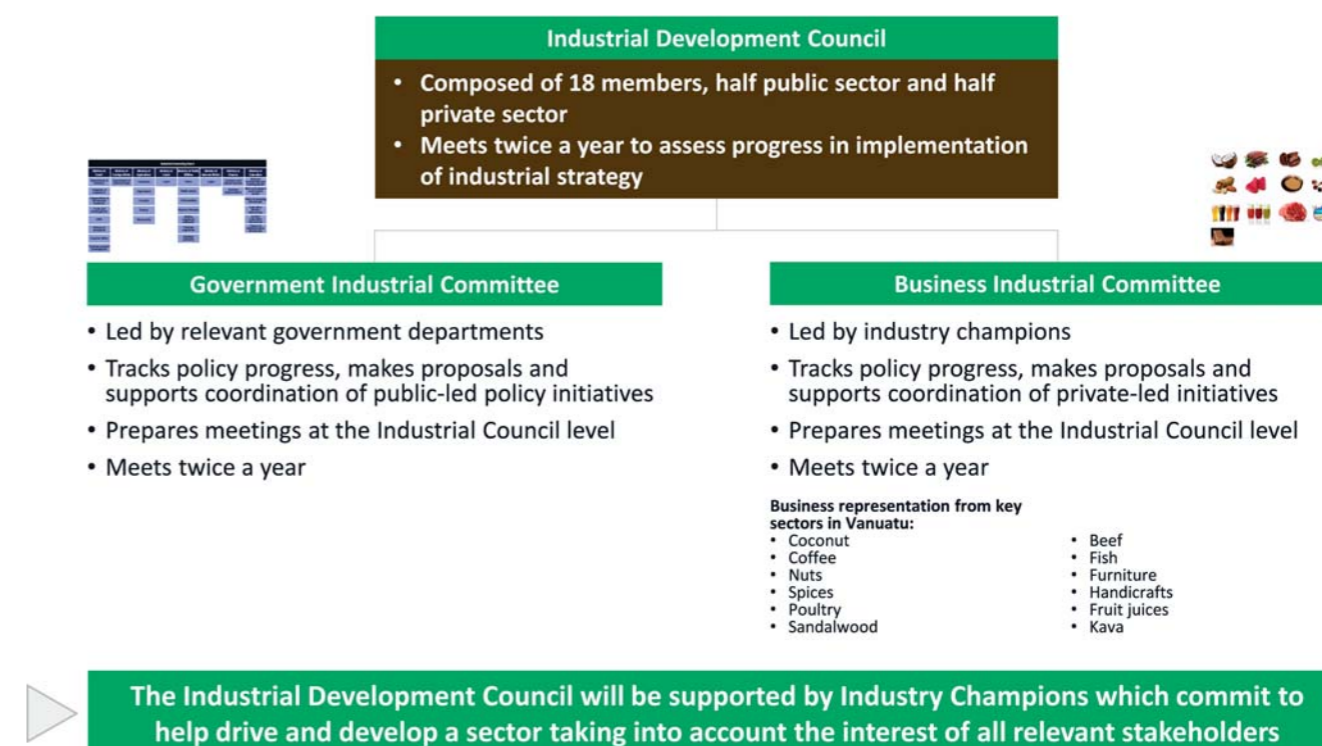 Industrial Development Council
• Composed of 18 members, half public sector and half
private sector
• Meets twice a year to assess progress in implementation
of industrial strategy
Government Industrial Committee
• Led by relevant government departments
• Tracks policy progress, makes proposals and
supports coordination of public-led policy initiatives
• Prepares meetings at the Industrial Council level
• Meets twice a year
Business Industrial Committee
• Led by industry champions
• Tracks policy progress, makes proposals and
supports coordination of private-led initiatives
• Prepares meetings at the Industrial Council level
• Meets twice a year
Business representation from key
sectors in Vanuatu:
• Coconut
• Coffee
• Nuts
• Spices
• Poultry
• Sandalwood
• Beef
• Fish
• Furniture
• Handicrafts
• Fruit juices
• Kava
The Industrial Development Council will be supported by Industry Champions which commit to
help drive and develop a sector taking into account the interest of all relevant stakeholders